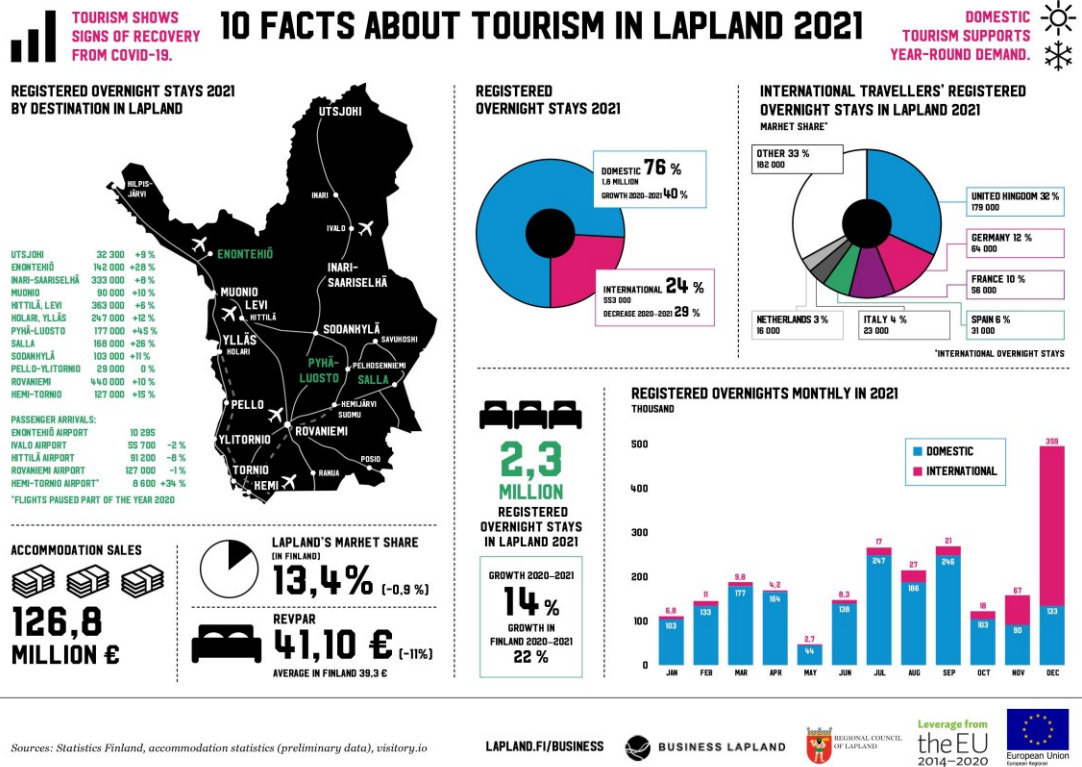 TOURISM SHOWS
SIGNS OF RECOVERY
FROM COVID-19.
10 FACTS ABOUT TOURISM IN LAPLAND 2021
DOMESTIC
TOURISM SUPPORTS
YEAR-ROUND DEMAND.
REGISTERED OVERNIGHT STAYS 2021
BY DESTINATION IN LAPLAND
UTSJOKI
HILPIS-
JÄRVI
INARI
IVALO
ENONTEKIÖ
INARI-
SAARISELKÄ
MUONIO
LEVI
KITTILÄ
SODANKYLÄ
YLLÄS
KOLARI
SAVUKOSKI
PYHÄ-
LUOSTO
PELKOSENNIEMI
SALLA
PELLO
KEMIJÄRVI
SUOMU
ROVANIEMI
YLITORNIO
POSIO
TORNIO
RANUA
KEMI
UTSJOKI 32 300 +9 %
ENONTEKIÖ 142 000 +28 %
INARI-SAARISELKÄ 333 000 +8 %
MUONIO 90 000 +10 %
KITTILÄ, LEVI 363 000 +6 %
KOLARI, YLLÄS 247 000 +12 %
PYHÄ-LUOSTO 177 000 +45 %
SALLA 168 000 +26 %
SODANKYLÄ 103 000 +11 %
PELLO-YLITORNIO 29 000 0 %
ROVANIEMI 440 000 +10 %
KEMI-TORNIO 127 000 +15 %
PASSENGER ARRIVALS:
ENONTEKIÖ AIRPORT 10 295
IVALO AIRPORT 55 700 -2 %
KITTILÄ AIRPORT 91 200 -8 %
ROVANIEMI AIRPORT 127 000 -1 %
KEMI-TORNIO AIRPORT* 8 600 +34 %
*FLIGHTS PAUSED PART OF THE YEAR 2020
REGISTERED
OVERNIGHT STAYS 2021
DOMESTIC 76 %
1,8 MILLION
GROWTH 2020-2021 40 %
INTERNATIONAL 24 %
553 000
DECREASE 2020-2021 29 %
INTERNATIONAL TRAVELLERS' REGISTERED
OVERNIGHT STAYS IN LAPLAND 2021
MARKET SHARE*
OTHER 33 %
182 000
UNITED KINGDOM 32 %
179 000
GERMANY 12 %
64 000
FRANCE 10 %
56 000
SPAIN 6 %
31 000
ITALY 4 %
23 000
NETHERLANDS 3 %
16 000
*INTERNATIONAL OVERNIGHT STAYS
ACCOMMODATION SALES
126,8
MILLION €
LAPLAND'S MARKET SHARE
(IN FINLAND)
13,4% (-0,9 %)
REVPAR
41,10 € (-11%)
AVERAGE IN FINLAND 39,3 €
2,3
MILLION
REGISTERED
OVERNIGHT STAYS
IN LAPLAND 2021
GROWTH 2020-2021
14 %
GROWTH IN
FINLAND 2020-2021
22 %
REGISTERED OVERNIGHTS MONTHLY IN 2021
THOUSAND
DOMESTIC
INTERNATIONAL
500
400
300
200
100
0
6,8 11 9,8 4,2 2,7 8,3 17 27 21 18 67 359
103 133 177 164 44 138 247 186 246 103 90 133
JAN FEB MAR APR MAY JUN JUL AUG SEP OCT NOV DEC
Sources: Statistics Finland, accommodation statistics (preliminary data), visitory.io
LAPLAND.FI/BUSINESS
BUSINESS LAPLAND
REGIONAL COUNCIL
OF LAPLAND
Leverage from
the EU
2014–2020
European Union
European Regional